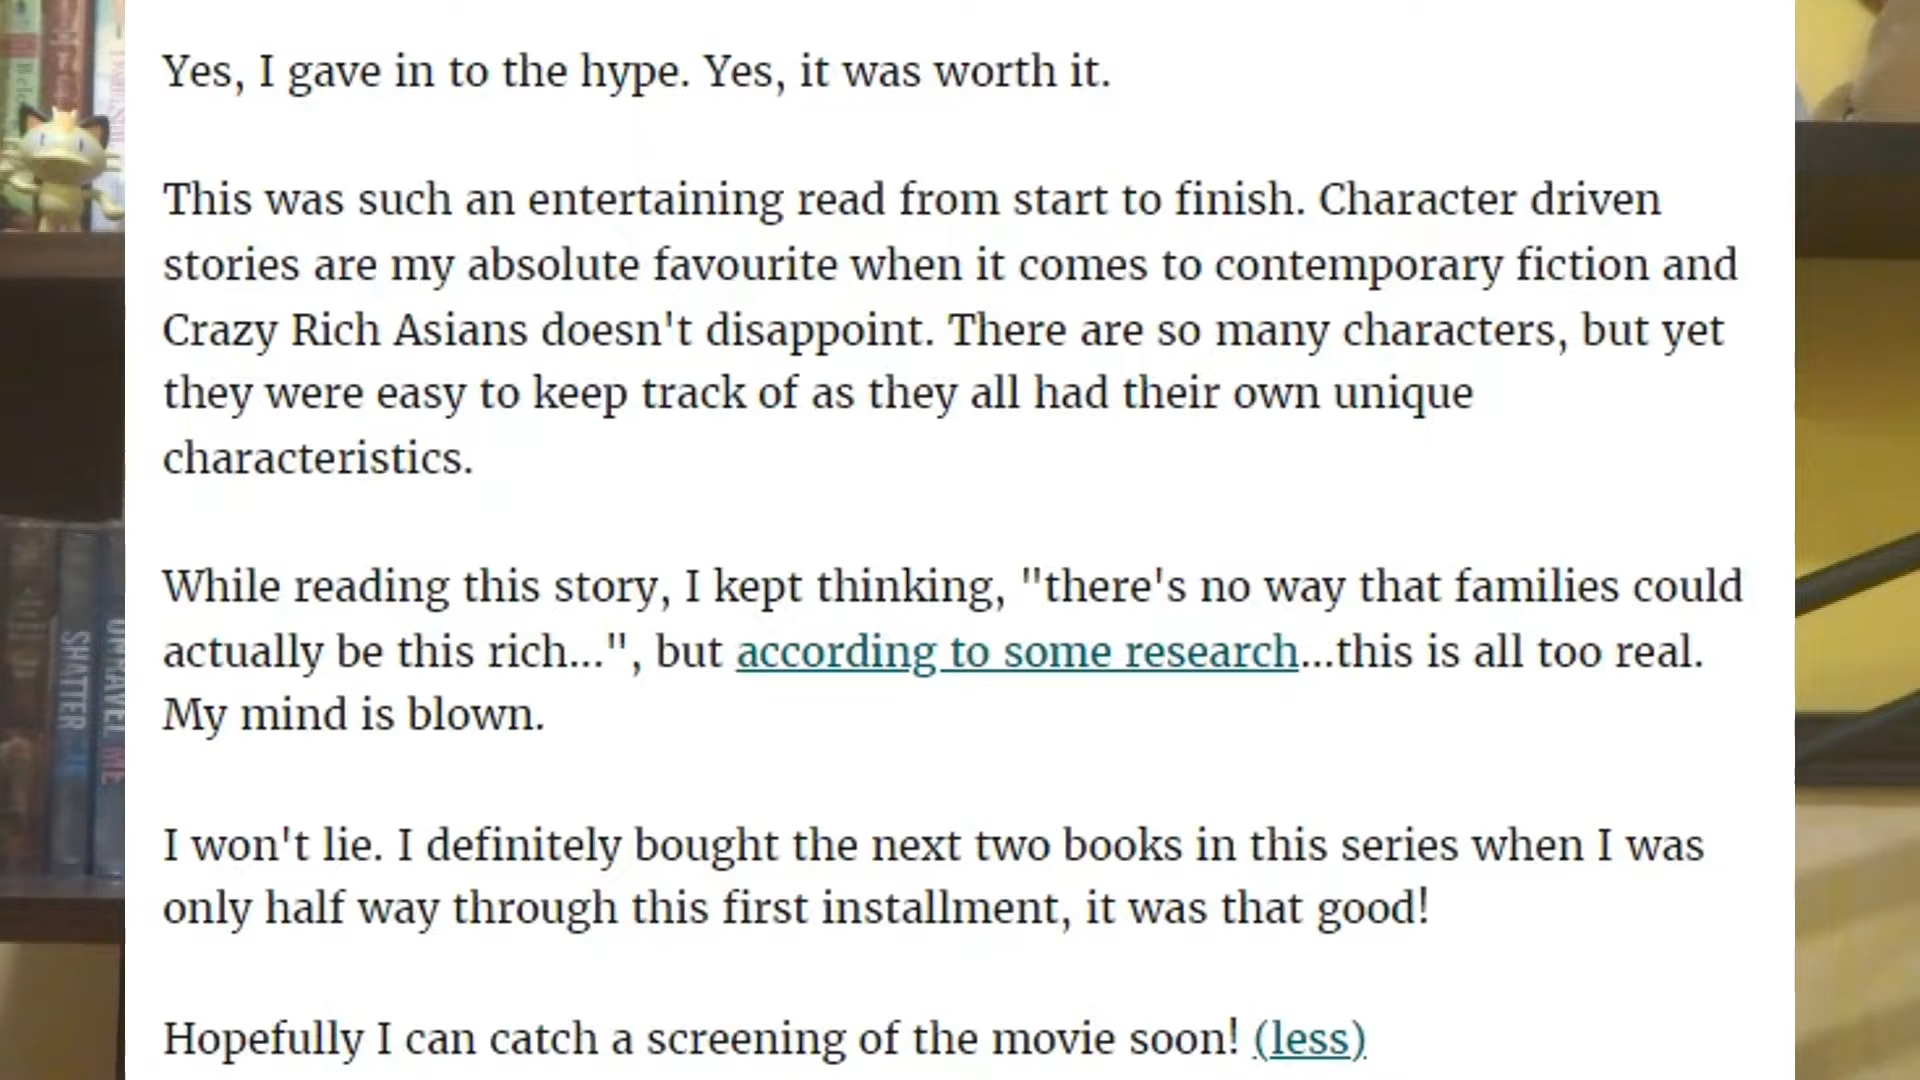 Yes, I gave in to the hype. Yes, it was worth it.
This was such an entertaining read from start to finish. Character driven
stories are my absolute favourite when it comes to contemporary fiction and
Crazy Rich Asians doesn't disappoint. There are so many characters, but yet
they were easy to keep track of as they all had their own unique
characteristics.
While reading this story, I kept thinking, "there's no way that families could
actually be this rich...", but according to some research...this is all too real.
My mind is blown.
I won't lie. I definitely bought the next two books in this series when I was
only half way through this first installment, it was that good!
Hopefully I can catch a screening of the movie soon! (less)
SHATTER
UNRAVEL ME